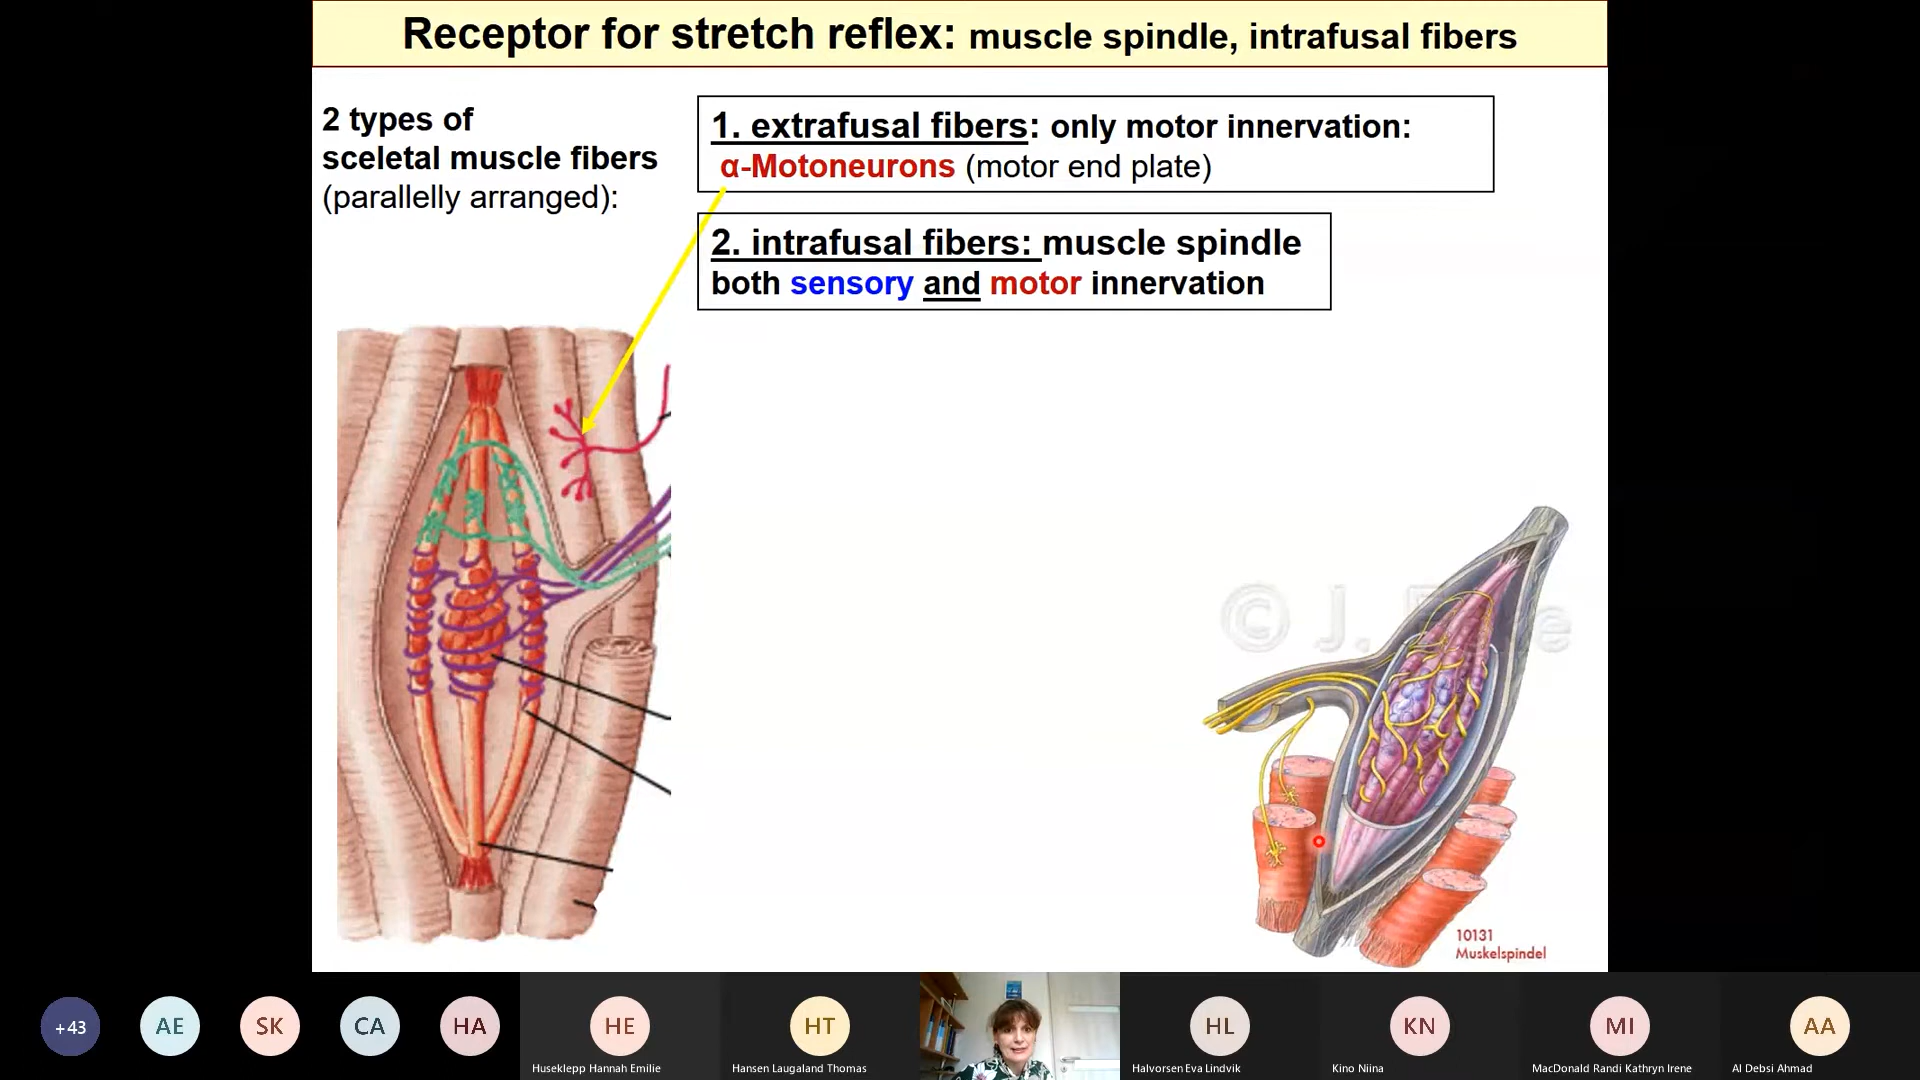 Receptor for stretch reflex: muscle spindle, intrafusal fibers
2 types of
sceletal muscle fibers
(parallelly arranged):
1. extrafusal fibers: only motor innervation:
α-Motoneurons (motor end plate)
2. intrafusal fibers: muscle spindle
both sensory and motor innervation
© J.
10131
Muskelspindel
+43
AE
SK
CA
HA
HE
Huseklepp Hannah Emilie
HT
Hansen Laugaland Thomas
HL
Halvorsen Eva Lindvik
KN
Kino Niina
MI
MacDonald Randi Kathryn Irene
AA
Al Debsi Ahmad